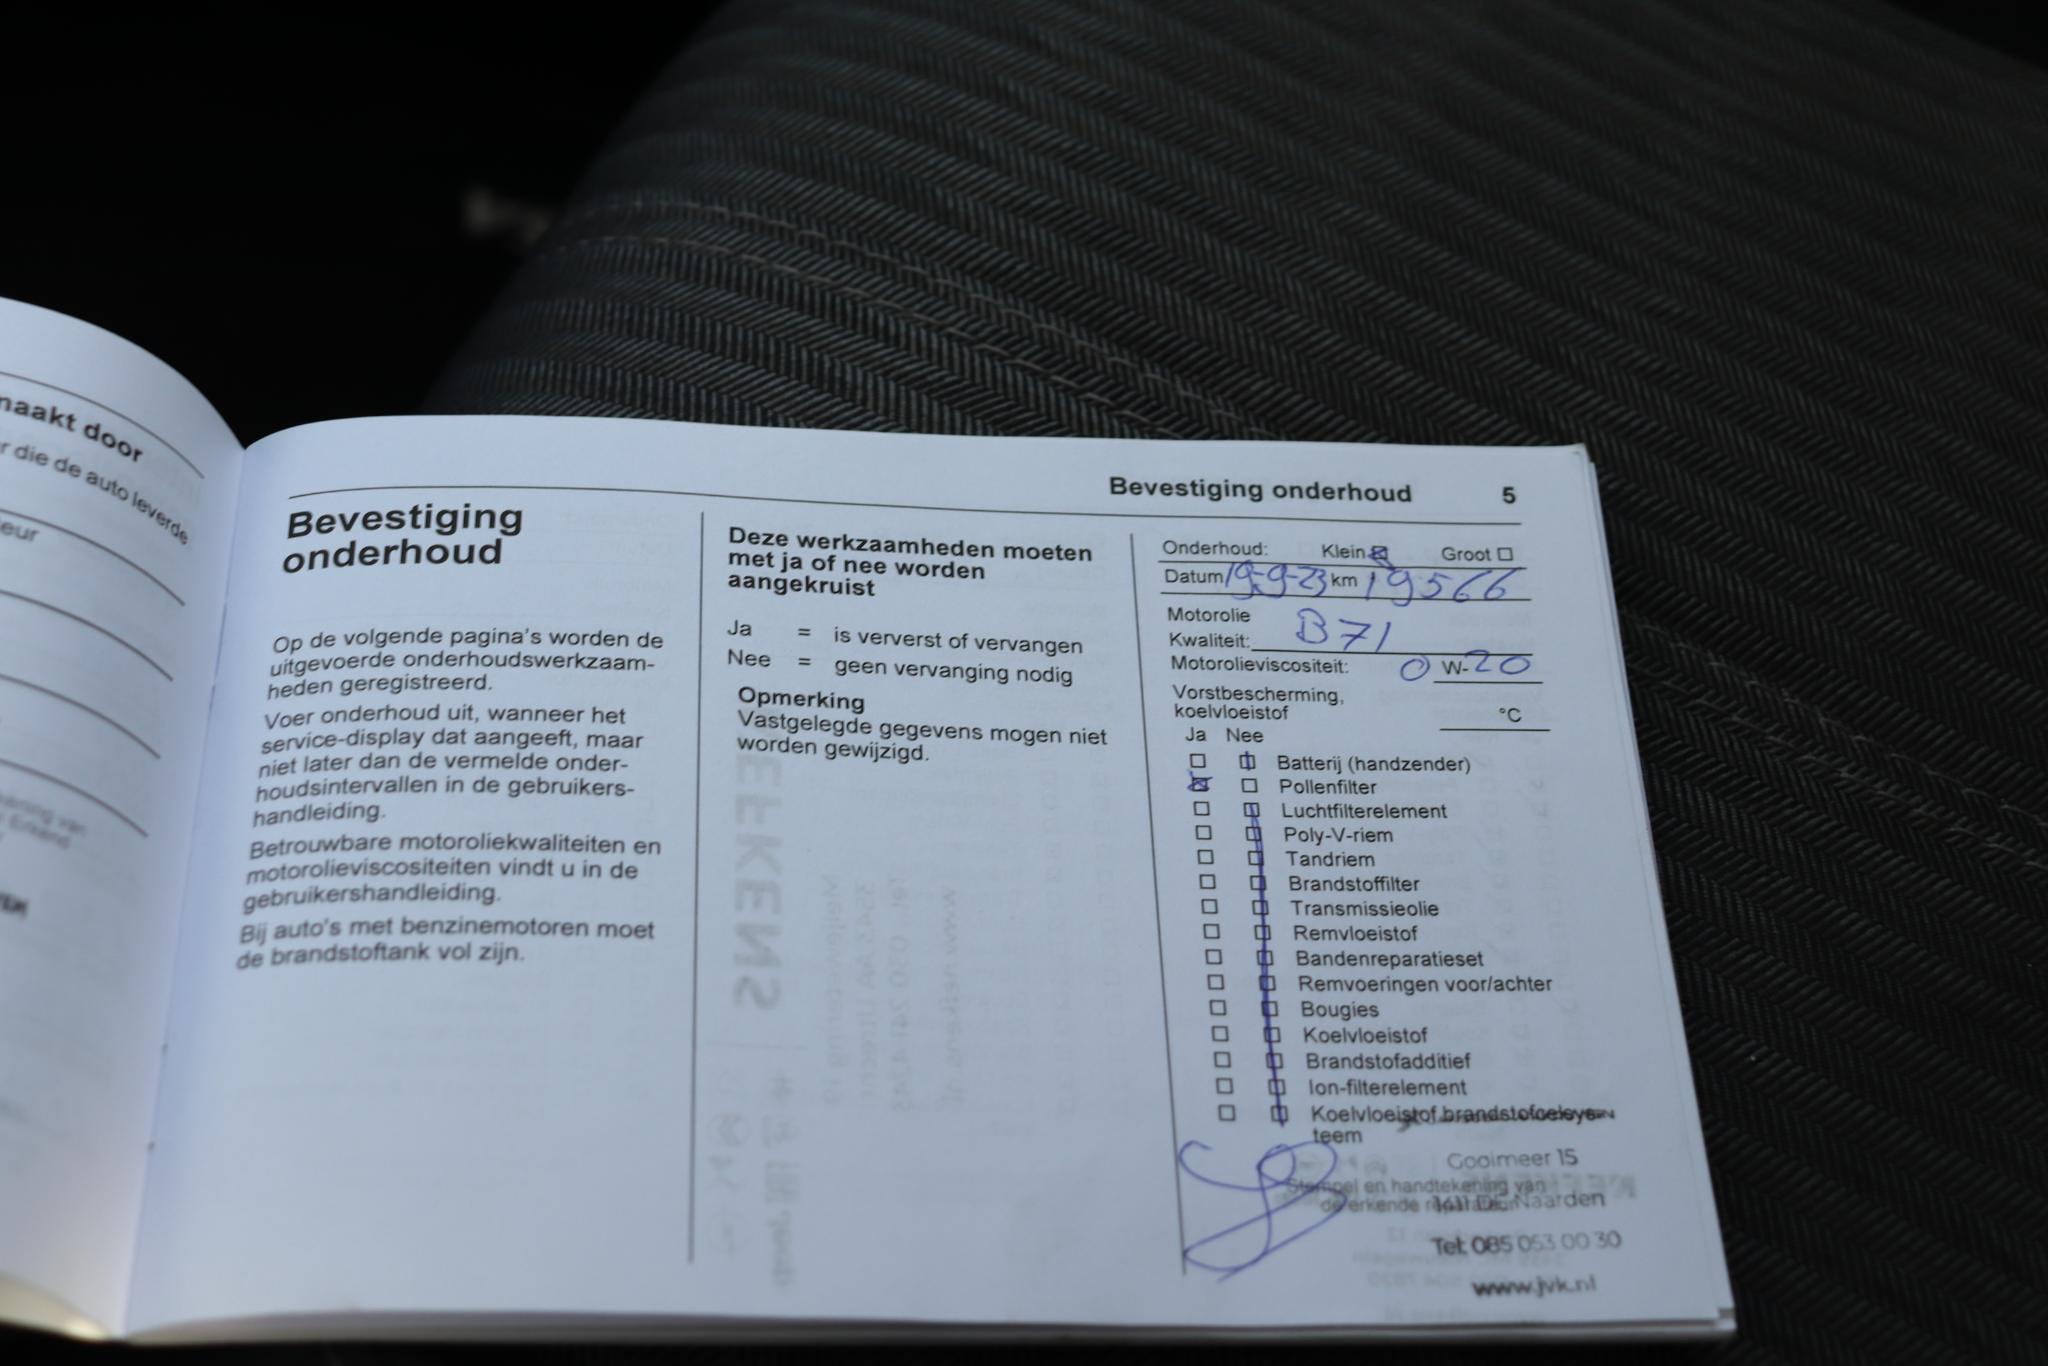 naakt door
r die de auto leverde
eur
Bevestiging onderhoud 5
Bevestiging
onderhoud
Op de volgende pagina's worden de
uitgevoerde onderhoudswerkzaam-
heden geregistreerd.
Voer onderhoud uit, wanneer het
service-display dat aangeeft, maar
niet later dan de vermelde onder-
houdsintervallen in de gebruikers-
handleiding.
Betrouwbare motoroliekwaliteiten en
motorolieviscositeiten vindt u in de
gebruikershandleiding.
Bij auto's met benzinemotoren moet
de brandstoftank vol zijn.
Deze werkzaamheden moeten
met ja of nee worden
aangekruist
Ja = is ververst of vervangen
Nee = geen vervanging nodig
Opmerking
Vastgelegde gegevens mogen niet
worden gewijzigd.
Onderhoud: Klein Groot
Datum 19-9-23 km 19566
Motorolie
Kwaliteit: B71
Motorolieviscositeit: 0 W-20
Vorstbescherming,
koelvloeistof °C
Ja Nee
Batterij (handzender)
Pollenfilter
Luchtfilterelement
Poly-V-riem
Tandriem
Brandstoffilter
Transmissieolie
Remvloeistof
Bandenreparatieset
Remvoeringen voor/achter
Bougies
Koelvloeistof
Brandstofadditief
Ion-filterelement
Koelvloeistof brandstofcelsys-
teem
Gooimeer 15
Stempel en handtekening van
de erkende reparateur
1411 DE Naarden
Tel: 085 053 00 30
www.jvk.nl